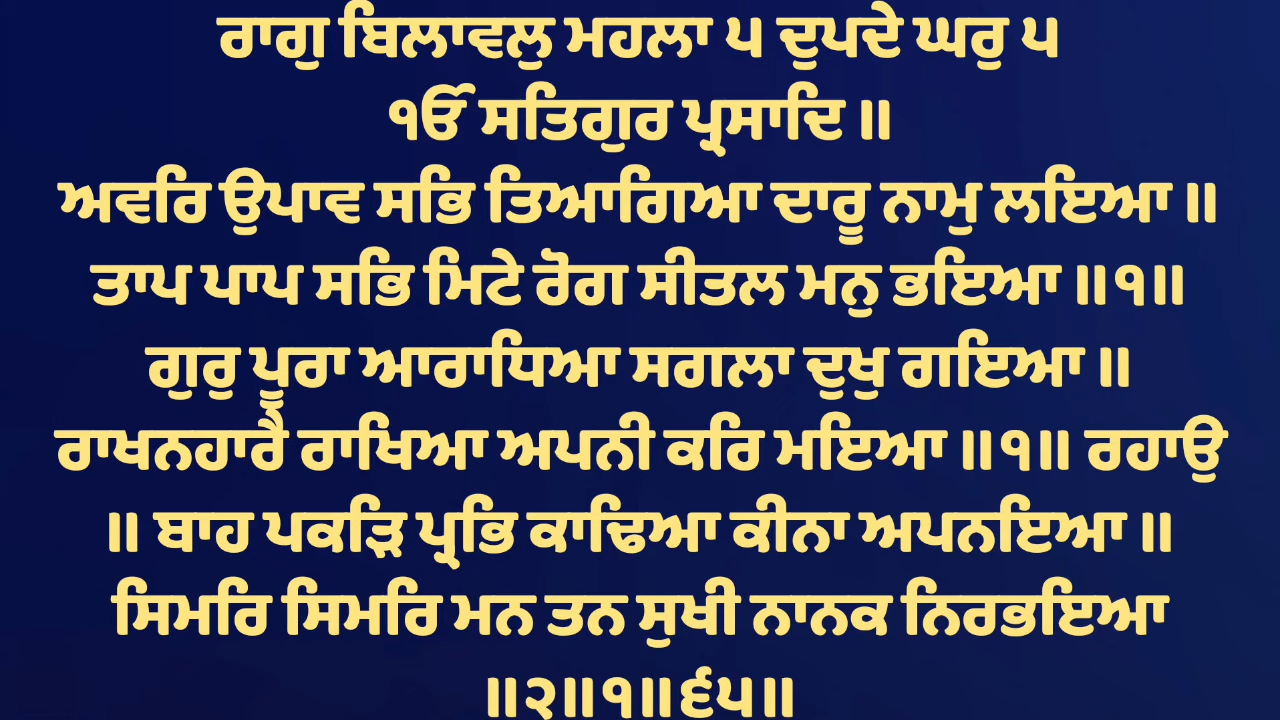 ਰਾਗੁ ਬਿਲਾਵਲੁ ਮਹਲਾ ੫ ਦੁਪਦੇ ਘਰੁ ੫
ੴ ਸਤਿਗੁਰ ਪ੍ਰਸਾਦਿ ॥
ਅਵਰਿ ਉਪਾਵ ਸਭਿ ਤਿਆਗਿਆ ਦਾਰੂ ਨਾਮੁ ਲਇਆ ॥
ਤਾਪ ਪਾਪ ਸਭਿ ਮਿਟੇ ਰੋਗ ਸੀਤਲ ਮਨੁ ਭਇਆ ॥੧॥
ਗੁਰੁ ਪੂਰਾ ਆਰਾਧਿਆ ਸਗਲਾ ਦੁਖੁ ਗਇਆ ॥
ਰਾਖਨਹਾਰੈ ਰਾਖਿਆ ਅਪਨੀ ਕਰਿ ਮਇਆ ॥੧॥ ਰਹਾਉ
॥ ਬਾਹ ਪਕੜਿ ਪ੍ਰਭਿ ਕਾਢਿਆ ਕੀਨਾ ਅਪਨਇਆ ॥
ਸਿਮਰਿ ਸਿਮਰਿ ਮਨ ਤਨ ਸੁਖੀ ਨਾਨਕ ਨਿਰਭਇਆ
॥੨॥੧॥੬੫॥